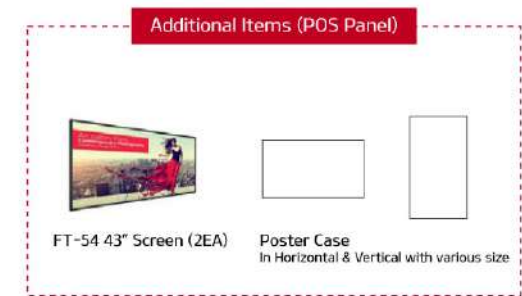 Additional Items (POS Panel)
FT-54 43" Screen (2EA)
Poster Case
In Horizontal & Vertical with various size